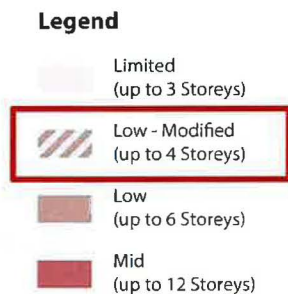 Legend
Limited
(up to 3 Storeys)
Low - Modified
(up to 4 Storeys)
Low
(up to 6 Storeys)
Mid
(up to 12 Storeys)